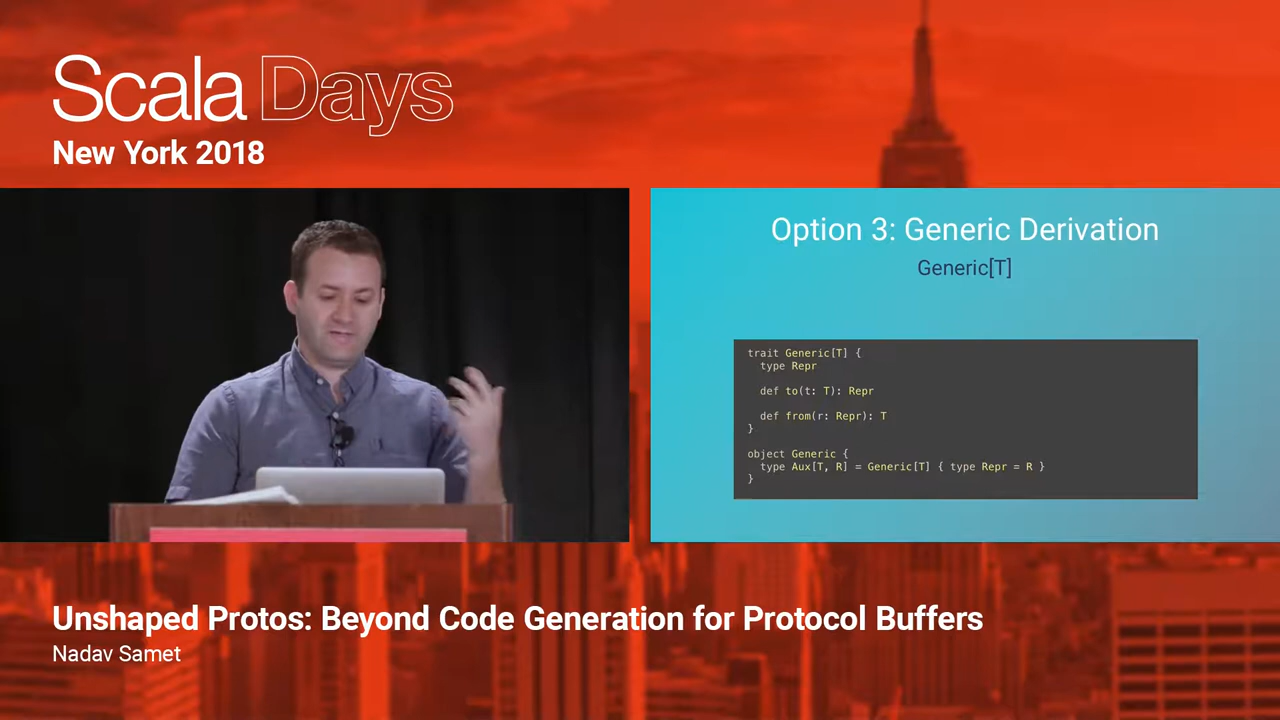 Scala Days
New York 2018
Option 3: Generic Derivation
Generic[T]
trait Generic[T] {
  type Repr
  def to(t: T): Repr
  def from(r: Repr): T
}
object Generic {
  type Aux[T, R] = Generic[T] { type Repr = R }
}
Unshaped Protos: Beyond Code Generation for Protocol Buffers
Nadav Samet